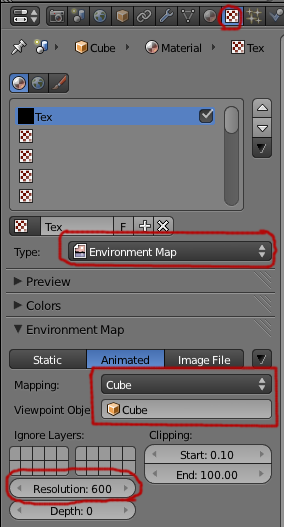 Cube Material Tex
Tex
Tex F
Type: Environment Map
Preview
Colors
Environment Map
Static Animated Image File
Mapping: Cube
Viewpoint Obje Cube
Ignore Layers: Clipping:
Start: 0.10
End: 100.00
Resolution: 600
Depth: 0